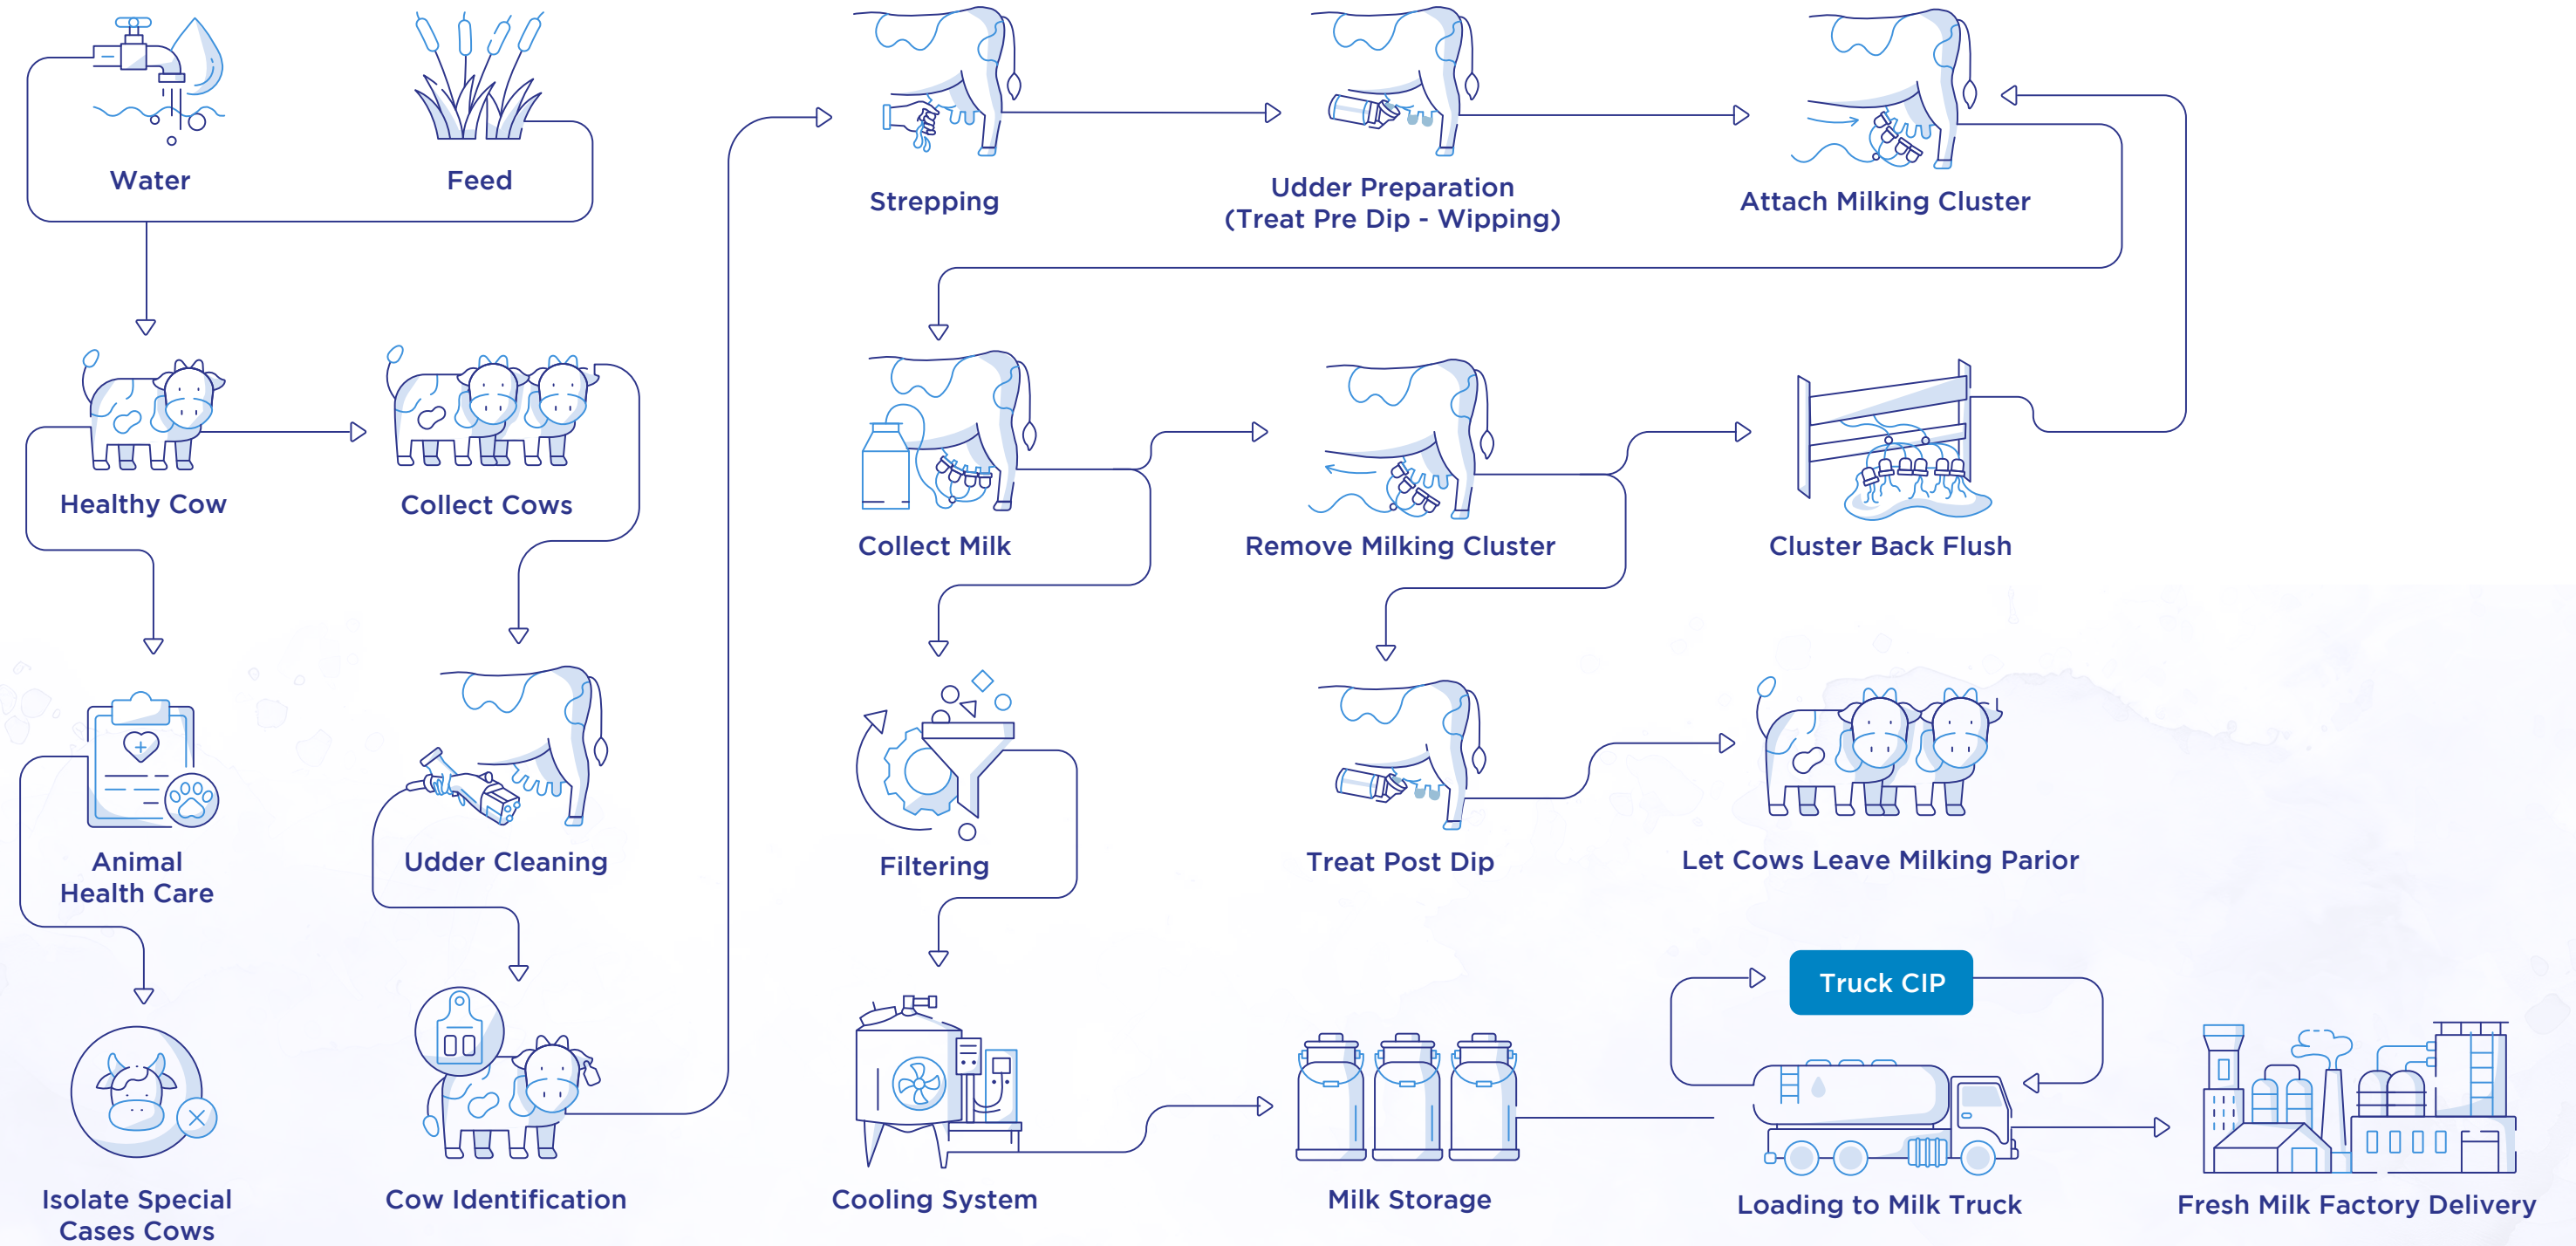 Water
Feed
Strepping
Udder Preparation
(Treat Pre Dip - Wipping)
Attach Milking Cluster
Healthy Cow
Collect Cows
Collect Milk
Remove Milking Cluster
Cluster Back Flush
Animal
Health Care
Udder Cleaning
Filtering
Treat Post Dip
Let Cows Leave Milking Parior
Truck CIP
Isolate Special
Cases Cows
Cow Identification
Cooling System
Milk Storage
Loading to Milk Truck
Fresh Milk Factory Delivery